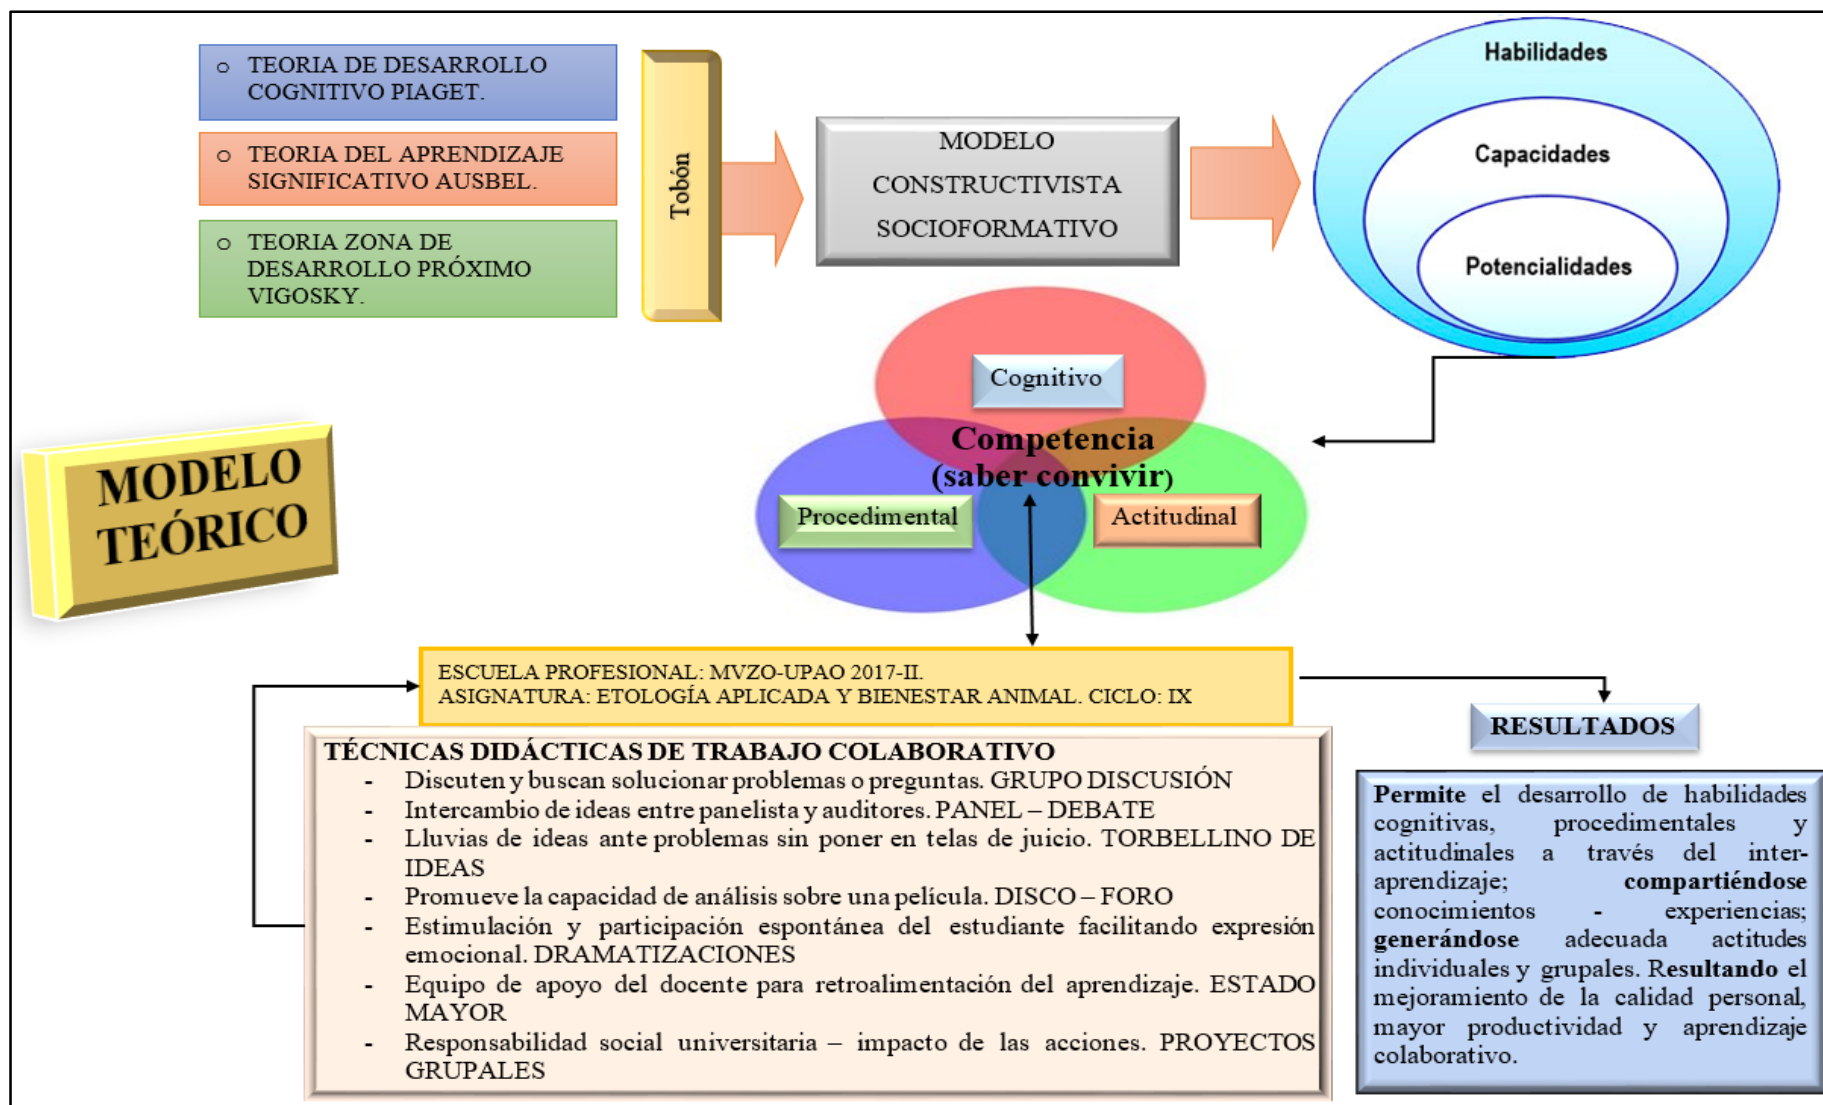 o TEORIA DE DESARROLLO
COGNITIVO PIAGET.
o TEORIA DEL APRENDIZAJE
SIGNIFICATIVO AUSBEL.
o TEORIA ZONA DE
DESARROLLO PRÓXIMO
VIGOSKY.
Tobón
MODELO
CONSTRUCTIVISTA
SOCIOFORMATIVO
Habilidades
Capacidades
Potencialidades
Cognitivo
Competencia
(saber convivir)
Procedimental
Actitudinal
MODELO
TEÓRICO
ESCUELA PROFESIONAL: MVZO-UPAO 2017-II.
ASIGNATURA: ETOLOGÍA APLICADA Y BIENESTAR ANIMAL. CICLO: IX
TÉCNICAS DIDÁCTICAS DE TRABAJO COLABORATIVO
- Discuten y buscan solucionar problemas o preguntas. GRUPO DISCUSIÓN
- Intercambio de ideas entre panelista y auditores. PANEL – DEBATE
- Lluvias de ideas ante problemas sin poner en telas de juicio. TORBELLINO DE
IDEAS
- Promueve la capacidad de análisis sobre una película. DISCO – FORO
- Estimulación y participación espontánea del estudiante facilitando expresión
emocional. DRAMATIZACIONES
- Equipo de apoyo del docente para retroalimentación del aprendizaje. ESTADO
MAYOR
- Responsabilidad social universitaria – impacto de las acciones. PROYECTOS
GRUPALES
RESULTADOS
Permite el desarrollo de habilidades
cognitivas, procedimentales y
actitudinales a través del inter-
aprendizaje; compartiéndose
conocimientos - experiencias;
generándose adecuada actitudes
individuales y grupales. Resultando el
mejoramiento de la calidad personal,
mayor productividad y aprendizaje
colaborativo.